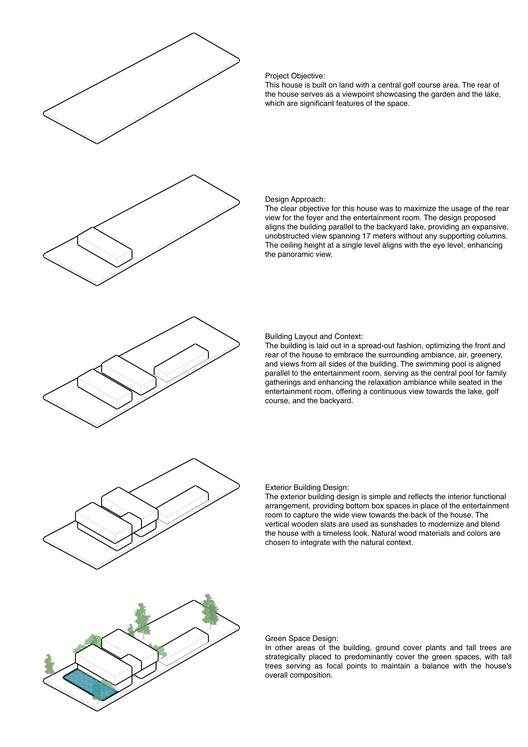 Project Objective:
This house is built on land with a central golf course area. The rear of
the house serves as a viewpoint showcasing the garden and the lake,
which are significant features of the space.
Design Approach:
The clear objective for this house was to maximize the usage of the rear
view for the foyer and the entertainment room. The design proposed
aligns the building parallel to the backyard lake, providing an expansive,
unobstructed view spanning 17 meters without any supporting columns.
The ceiling height at a single level aligns with the eye level, enhancing
the panoramic view.
Building Layout and Context:
The building is laid out in a spread-out fashion, optimizing the front and
rear of the house to embrace the surrounding ambiance, air, greenery,
and views from all sides of the building. The swimming pool is aligned
parallel to the entertainment room, serving as the central pool for family
gatherings and enhancing the relaxation ambiance while seated in the
entertainment room, offering a continuous view towards the lake, golf
course, and the backyard.
Exterior Building Design:
The exterior building design is simple and reflects the interior functional
arrangement, providing bottom box spaces in place of the entertainment
room to capture the wide view towards the back of the house. The
vertical wooden slats are used as sunshades to modernize and blend
the house with a timeless look. Natural wood materials and colors are
chosen to integrate with the natural context.
Green Space Design:
In other areas of the building, ground cover plants and tall trees are
strategically placed to predominantly cover the green spaces, with tall
trees serving as focal points to maintain a balance with the house's
overall composition.